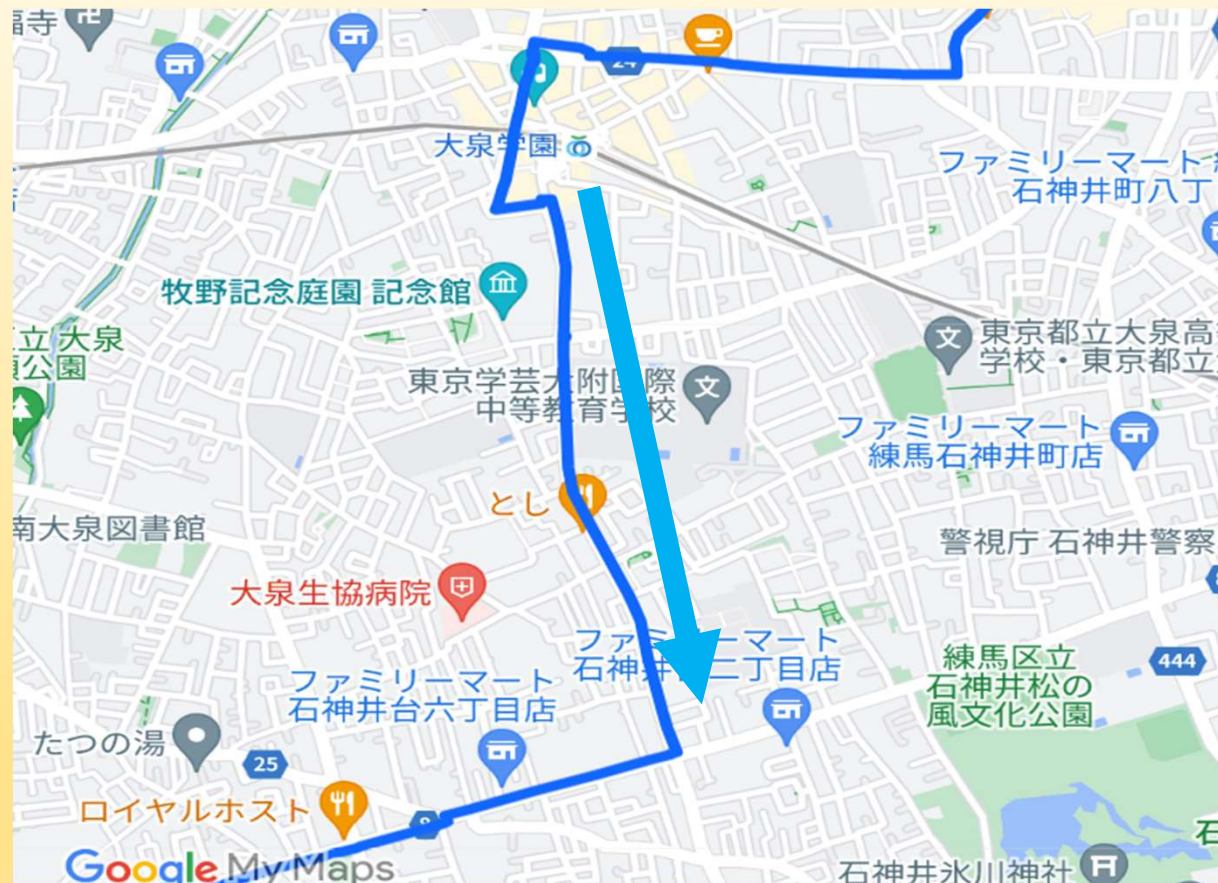 福寺
24
大泉学園
ファミリーマート
石神井町八丁
牧野記念庭園 記念館
立 大泉
公園
東京都立大泉高
学校・東京都立
東京学芸大附国際
中等教育学校
ファミリーマート
練馬石神井町店
とし
南大泉図書館
警視庁 石神井警察
大泉生協病院
ファミリーマート
石神井台二丁目店
練馬区立
石神井松の
風文化公園
444
ファミリーマート
石神井台六丁目店
たつの湯
25
ロイヤルホスト
8
石
Google My Maps
石神井氷川神社